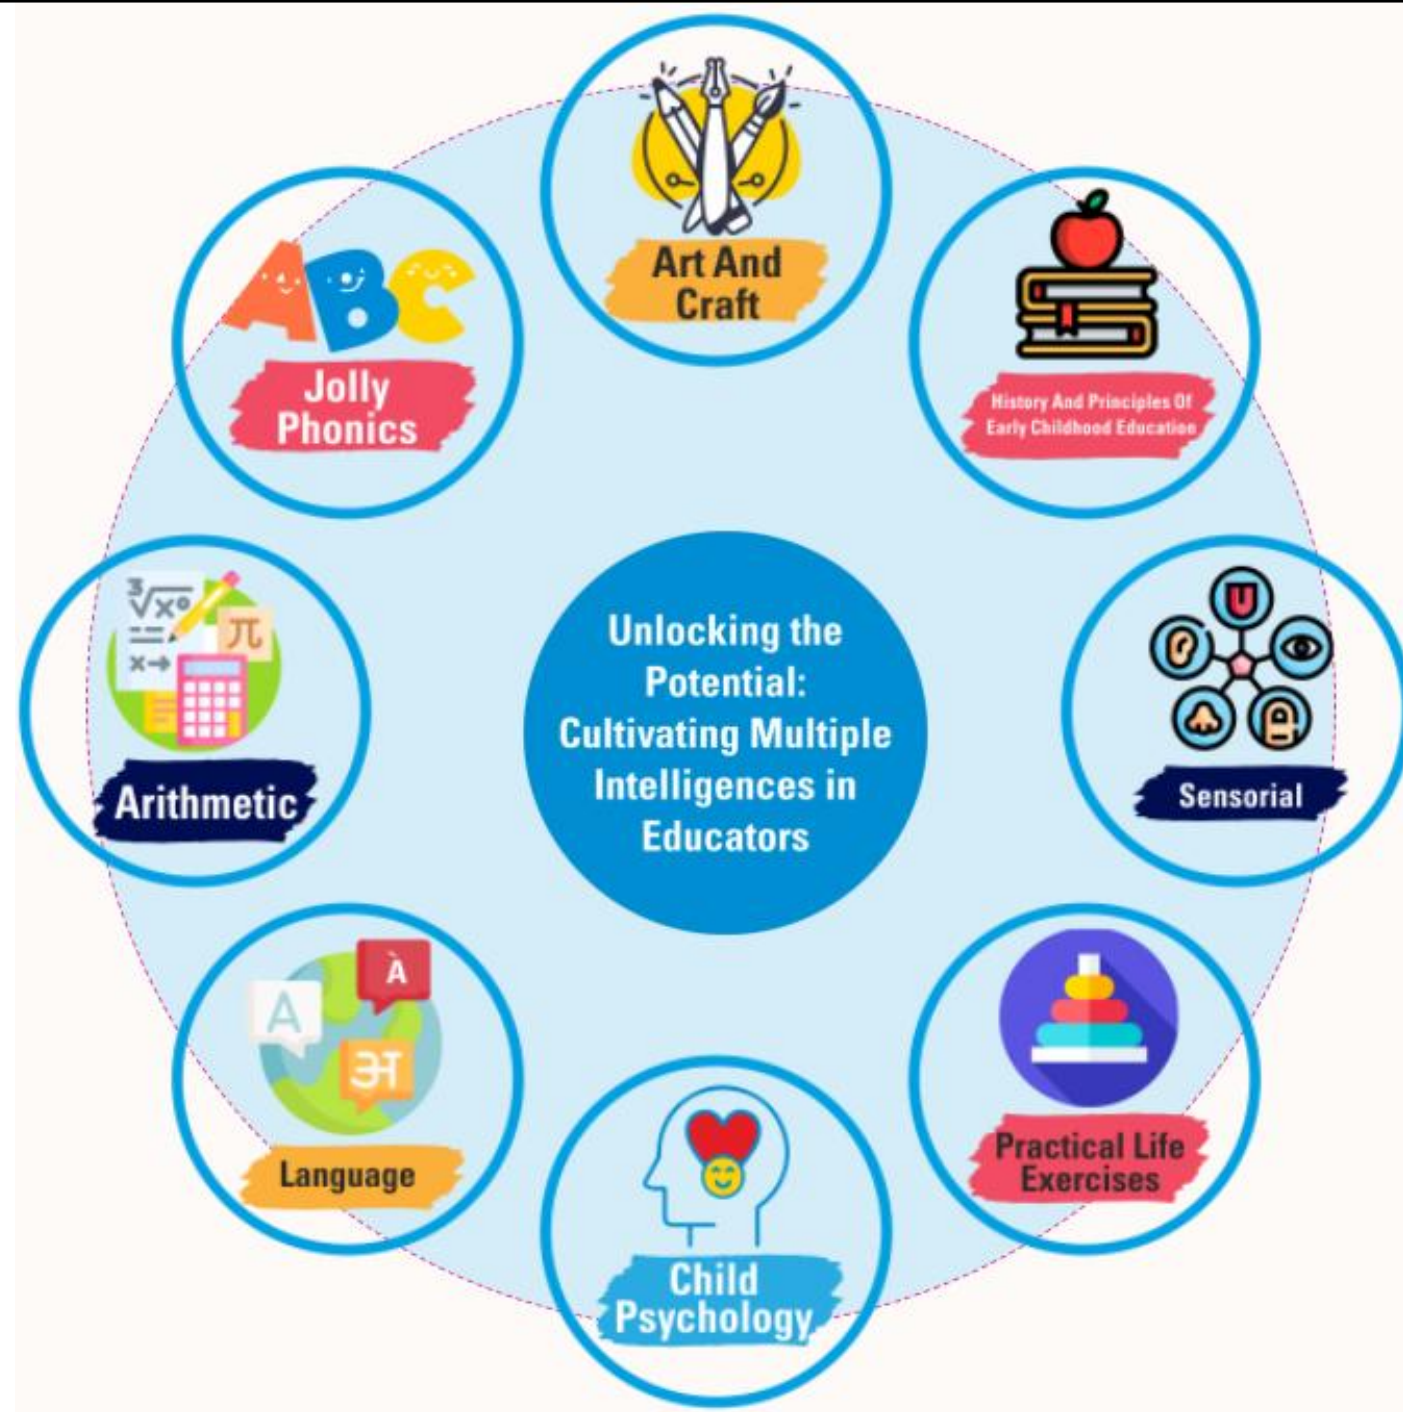 Art And
Craft
ABC
Jolly
Phonics
History And Principles Of
Early Childhood Education
Unlocking the
Potential:
Cultivating Multiple
Intelligences in
Educators
3√x°
x→
π
Arithmetic
Sensorial
À
A
अ
Language
Practical Life
Exercises
Child
Psychology